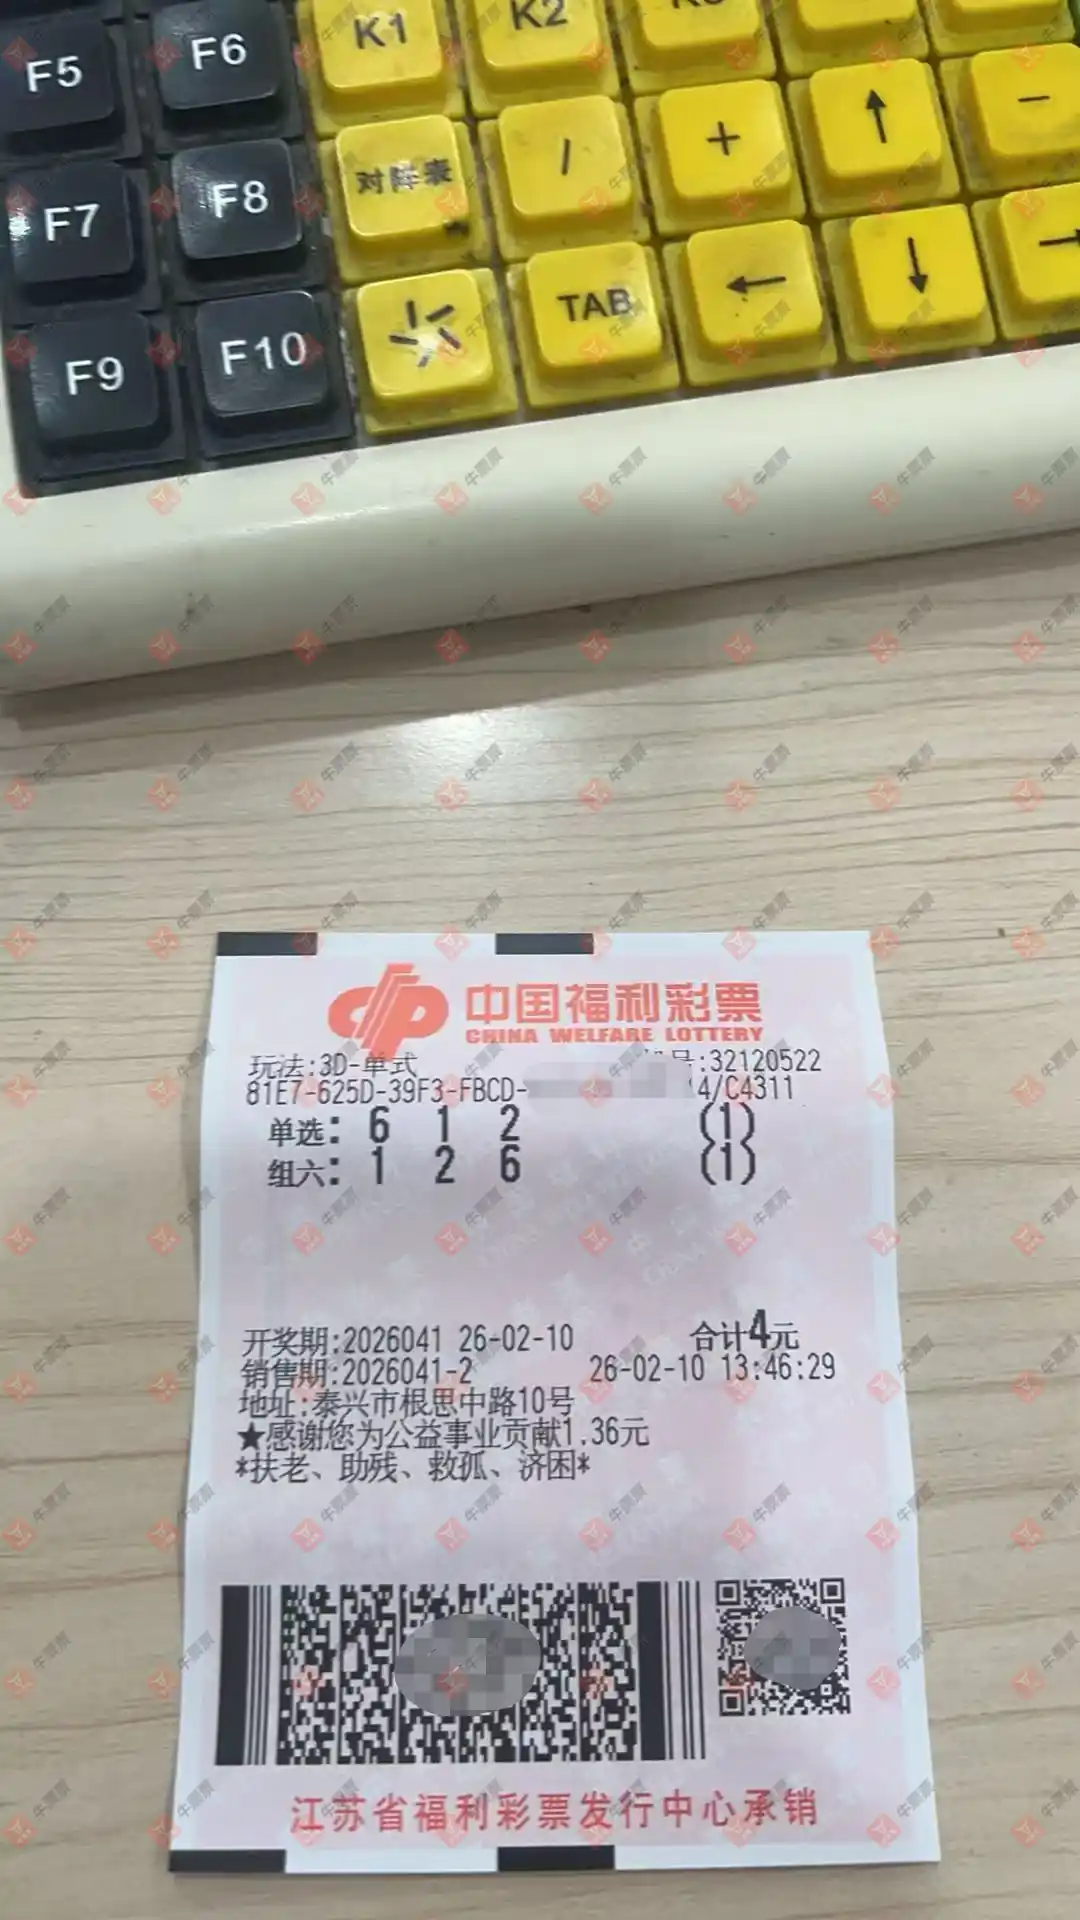 K1 K2
F5 F6
对阵表 / + ↑ -
F7 F8
TAB ← ↓ →
F9 F10
中国福利彩票
CHINA WELFARE LOTTERY
玩法:3D-单式 号:32120522
81E7-625D-39F3-FBCD- 4/C4311
单选: 6 1 2 (1)
组六: 1 2 6 (1)
开奖期:2026041 26-02-10 合计4元
销售期:2026041-2 26-02-10 13:46:29
地址:泰兴市根思中路10号
★感谢您为公益事业贡献1.36元
*扶老、助残、救孤、济困*
江苏省福利彩票发行中心承销
牛票票